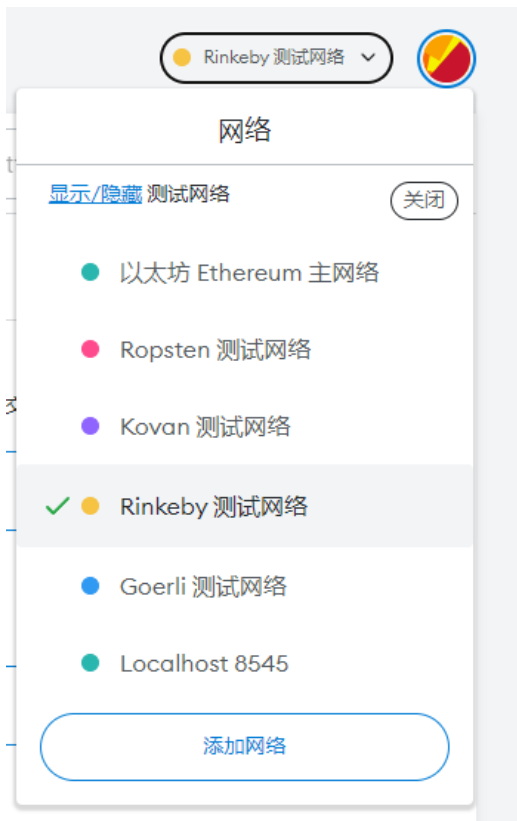 Rinkeby 测试网络
网络
显示/隐藏 测试网络
关闭
以太坊 Ethereum 主网络
Ropsten 测试网络
Kovan 测试网络
Rinkeby 测试网络
Goerli 测试网络
Localhost 8545
添加网络